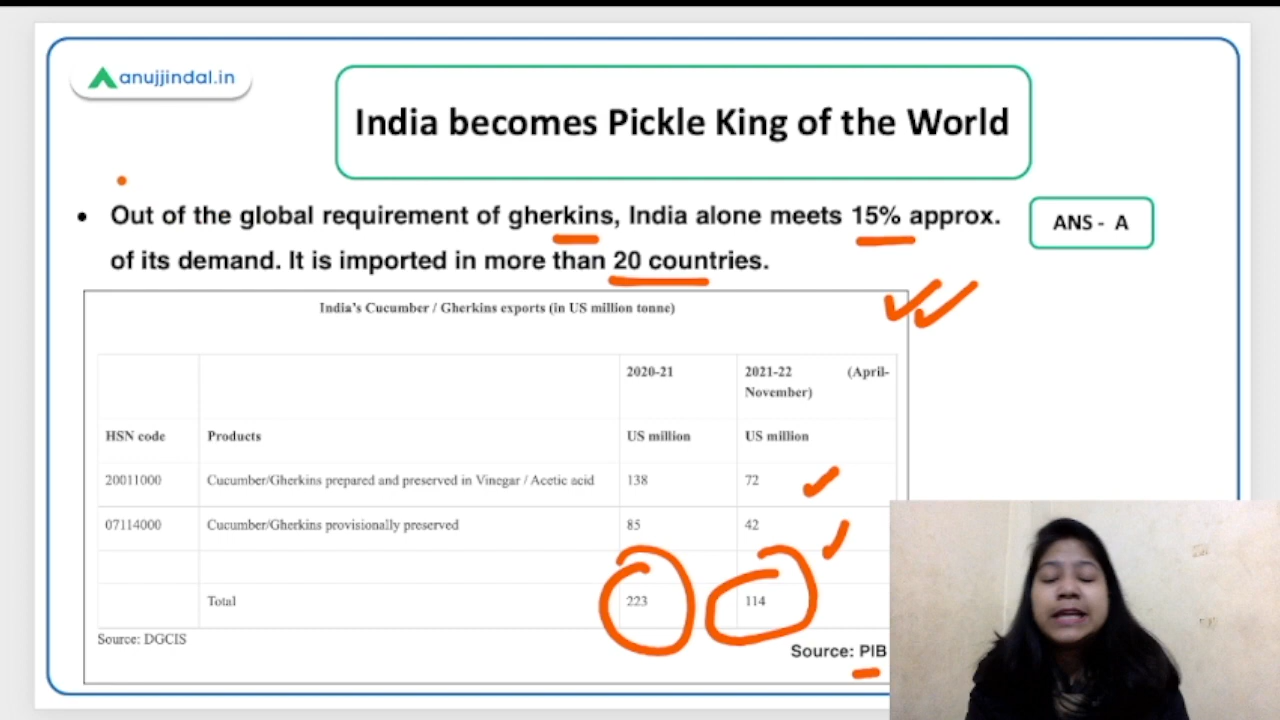 anujjindal.in
India becomes Pickle King of the World
• Out of the global requirement of gherkins, India alone meets 15% approx.
of its demand. It is imported in more than 20 countries.
ANS - A
India's Cucumber / Gherkins exports (in US million tonne)
2020-21 2021-22 (April-
November)
HSN code Products US million US million
20011000 Cucumber/Gherkins prepared and preserved in Vinegar / Acetic acid 138 72
07114000 Cucumber/Gherkins provisionally preserved 85 42
Total 223 114
Source: DGCIS
Source: PIB